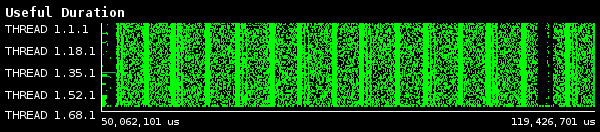 Useful Duration
THREAD 1.1.1
THREAD 1.18.1
THREAD 1.35.1
THREAD 1.52.1
THREAD 1.68.1
50,062,101 us 119,426,701 us